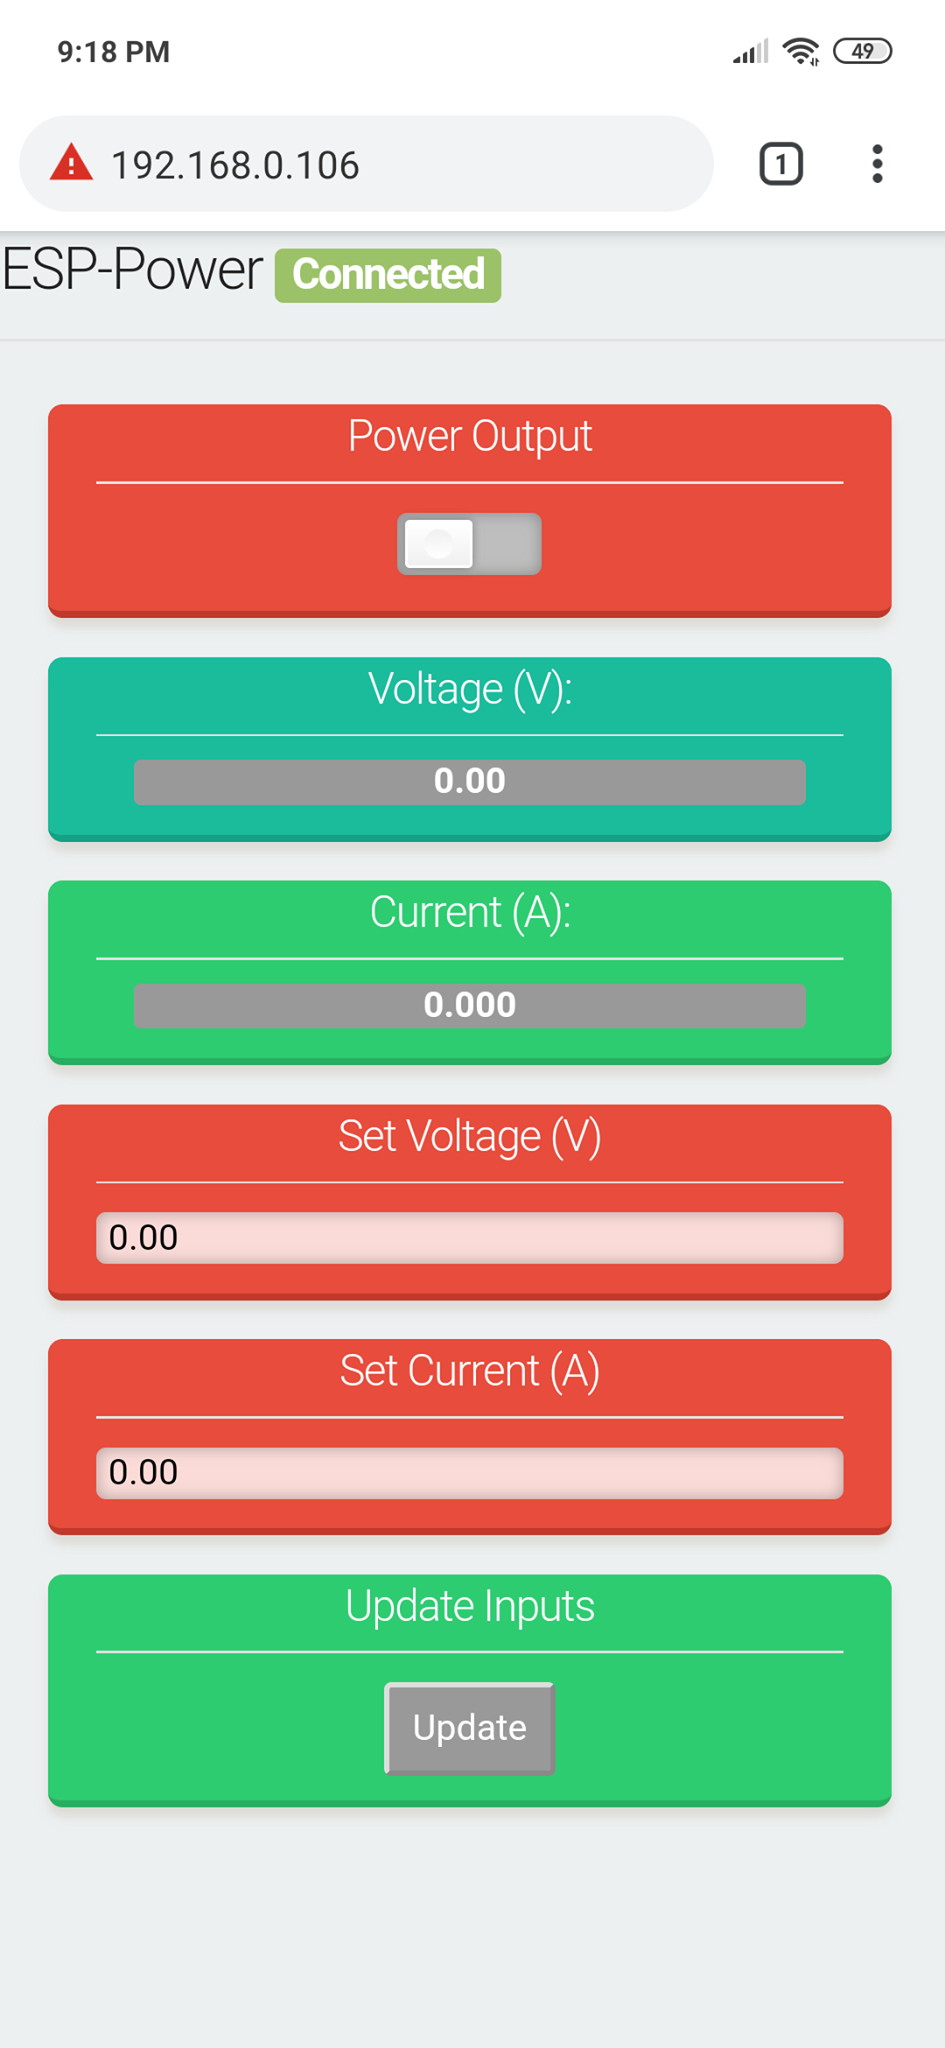 9:18 PM
49
192.168.0.106
1
ESP-Power Connected
Power Output
Voltage (V):
0.00
Current (A):
0.000
Set Voltage (V)
0.00
Set Current (A)
0.00
Update Inputs
Update